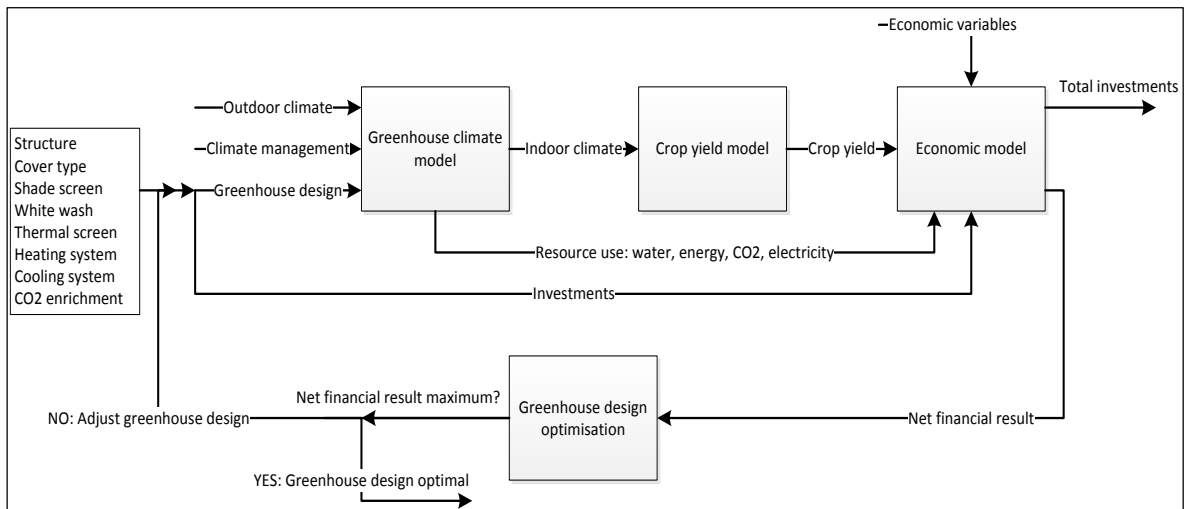 Economic variables
Total investments
Outdoor climate
Structure
Cover type
Shade screen
White wash
Thermal screen
Heating system
Cooling system
CO2 enrichment
Climate management
Greenhouse design
Greenhouse climate
model
Indoor climate
Crop yield model
Crop yield
Economic model
Resource use: water, energy, CO2, electricity
Investments
Net financial result maximum?
Greenhouse design
optimisation
Net financial result
NO: Adjust greenhouse design
YES: Greenhouse design optimal